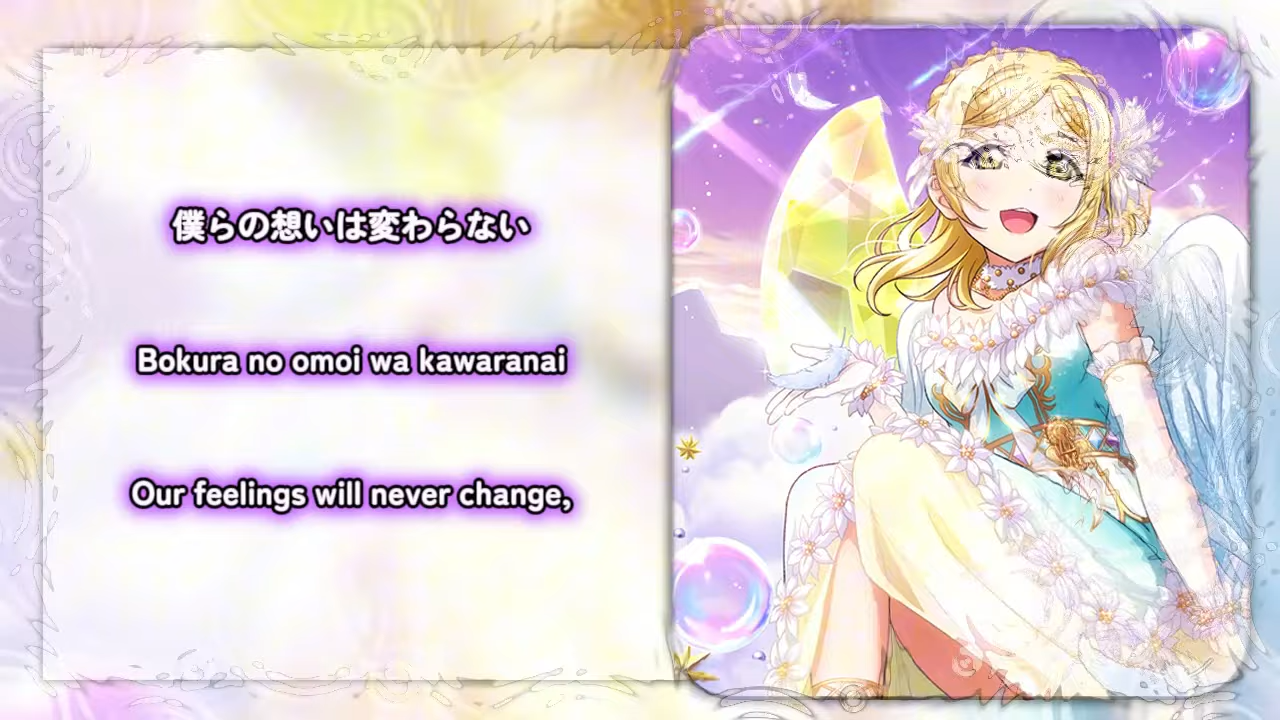 僕らの想いは変わらない
Bokura no omoi wa kawaranai
Our feelings will never change,